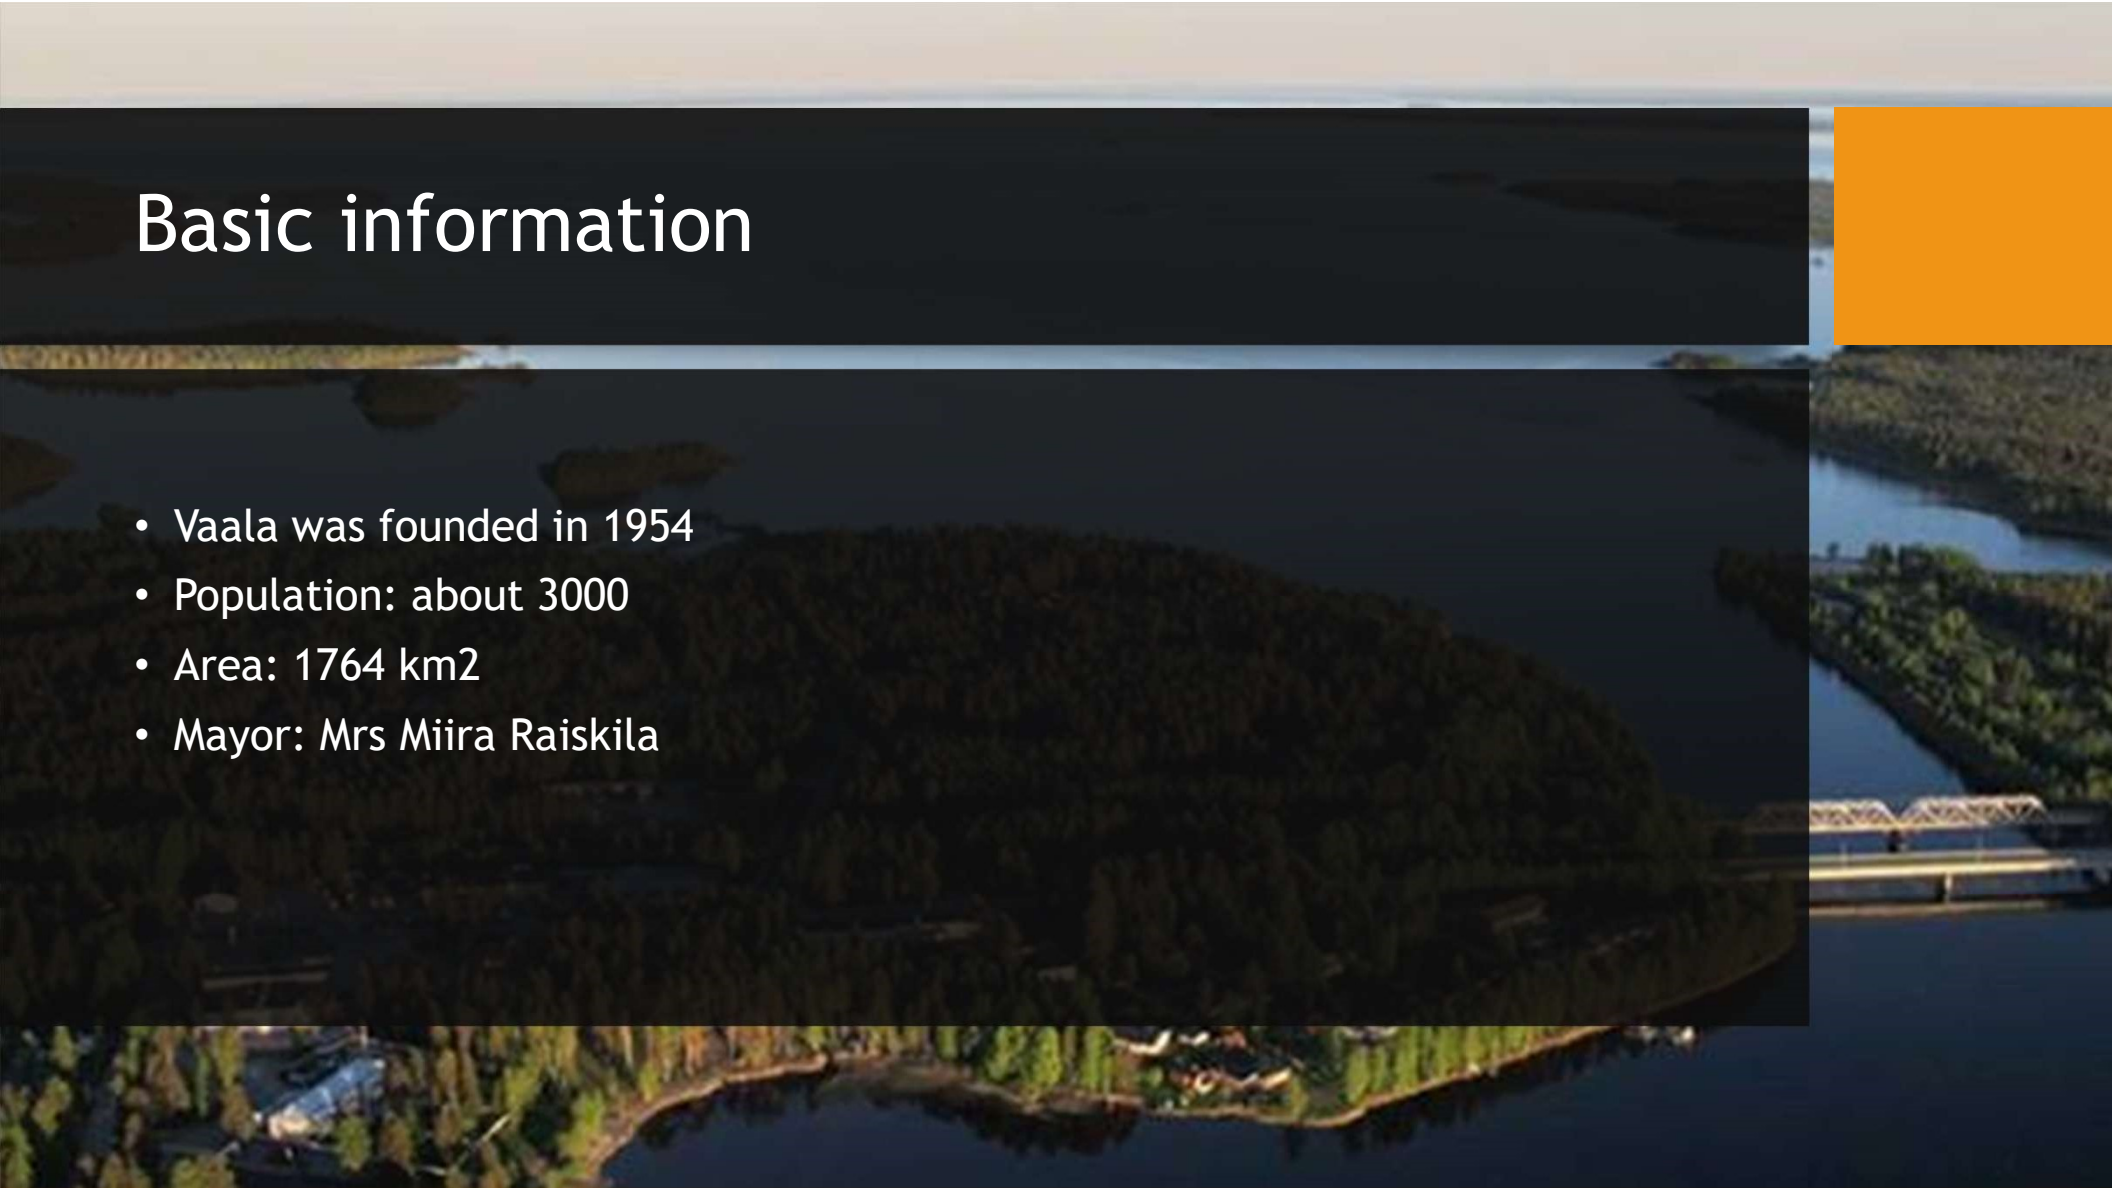 Basic information
• Vaala was founded in 1954
• Population: about 3000
• Area: 1764 km2
• Mayor: Mrs Miira Raiskila